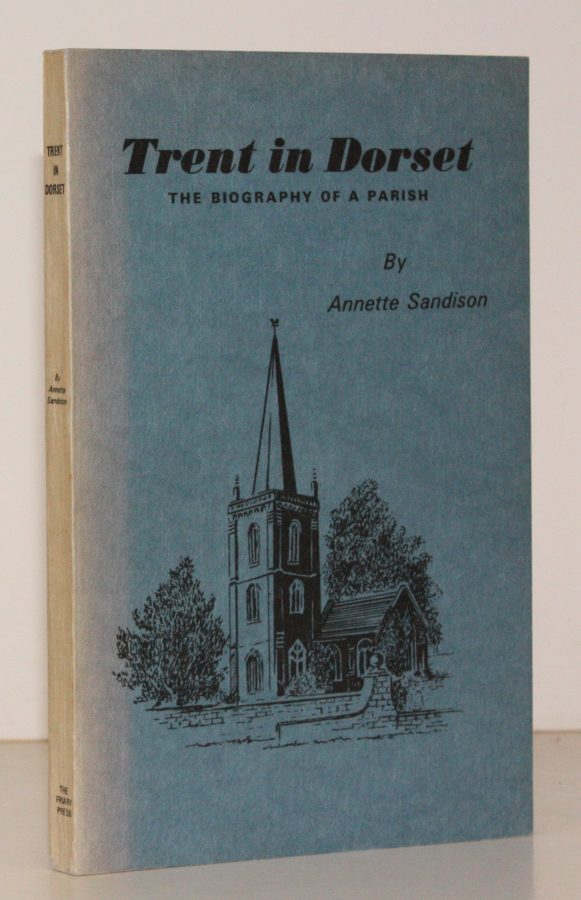 Trent in Dorset
THE BIOGRAPHY OF A PARISH
By
Annette Sandison
TRENT
IN
DORSET
By
Annette
Sandison
THE
FRIARY
PRESS